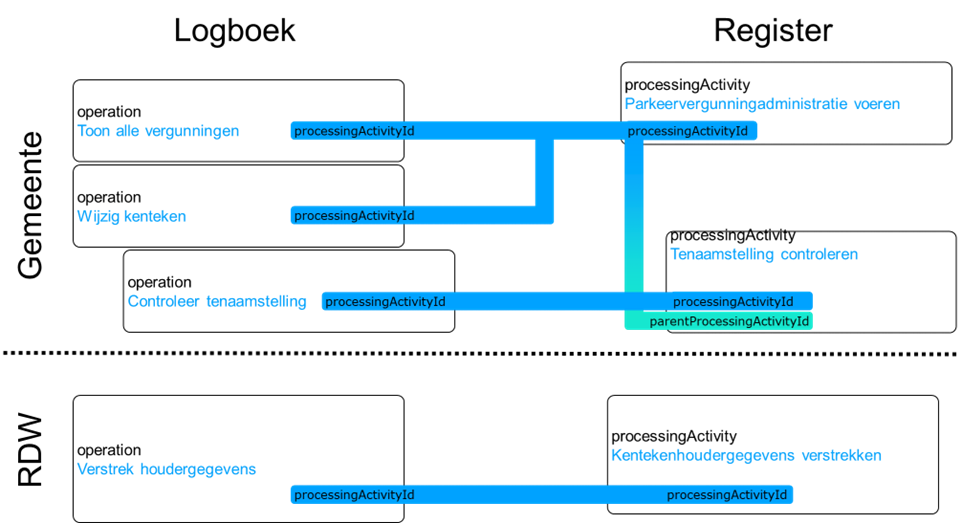 Logboek
Register
Gemeente
operation
Toon alle vergunningen
processingActivityId
processingActivity
Parkeervergunningadministratie voeren
processingActivityId
operation
Wijzig kenteken
processingActivityId
operation
Controleer tenaamstelling
processingActivityId
processingActivity
Tenaamstelling controleren
processingActivityId
parentProcessingActivityId
RDW
operation
Verstrek houdergegevens
processingActivityId
processingActivity
Kentekenhoudergegevens verstrekken
processingActivityId